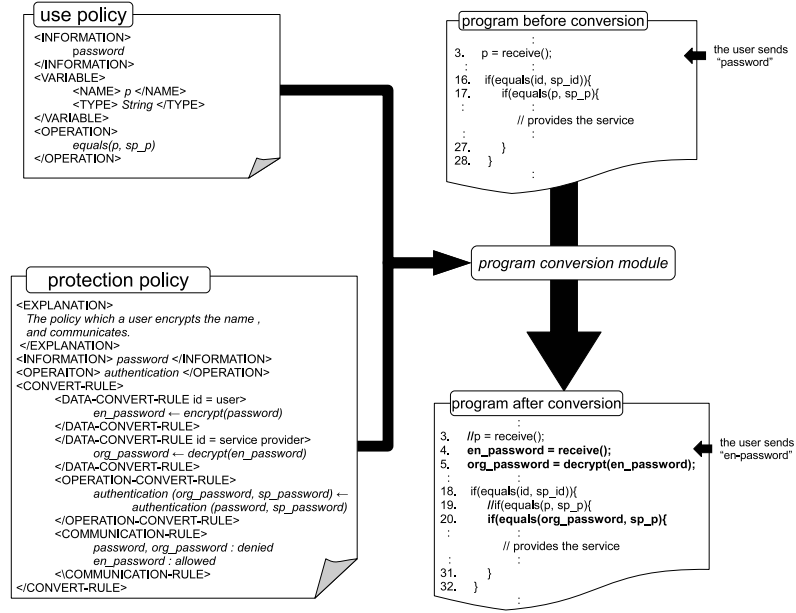 use policy
<INFORMATION>
password
</INFORMATION>
<VARIABLE>
<NAME> p </NAME>
<TYPE> String </TYPE>
</VARIABLE>
<OPERATION>
equals(p, sp_p)
</OPERATION>
program before conversion
:
3. p = receive();
: :
16. if(equals(id, sp_id)){
17. if(equals(p, sp_p){
: :
// provides the service
: :
27. }
28. }
:
the user sends
“password”
program conversion module
protection policy
<EXPLANATION>
The policy which a user encrypts the name ,
and communicates.
</EXPLANATION>
<INFORMATION> password </INFORMATION>
<OPERAITON> authentication </OPERATION>
<CONVERT-RULE>
<DATA-CONVERT-RULE id = user>
en_password ← encrypt(password)
</DATA-CONVERT-RULE>
</DATA-CONVERT-RULE id = service provider>
org_password ← decrypt(en_password)
</DATA-CONVERT-RULE>
<OPERATION-CONVERT-RULE>
authentication (org_password, sp_password) ←
authentication (password, sp_password)
</OPERATION-CONVERT-RULE>
<COMMUNICATION-RULE>
password, org_password : denied
en_password : allowed
<\COMMUNICATION-RULE>
</CONVERT-RULE>
program after conversion
:
3. //p = receive();
4. en_password = receive();
5. org_password = decrypt(en_password);
: :
18. if(equals(id, sp_id)){
19. //if(equals(p, sp_p){
20. if(equals(org_password, sp_p){
: :
// provides the service
: :
31. }
32. }
:
the user sends
“en-password”